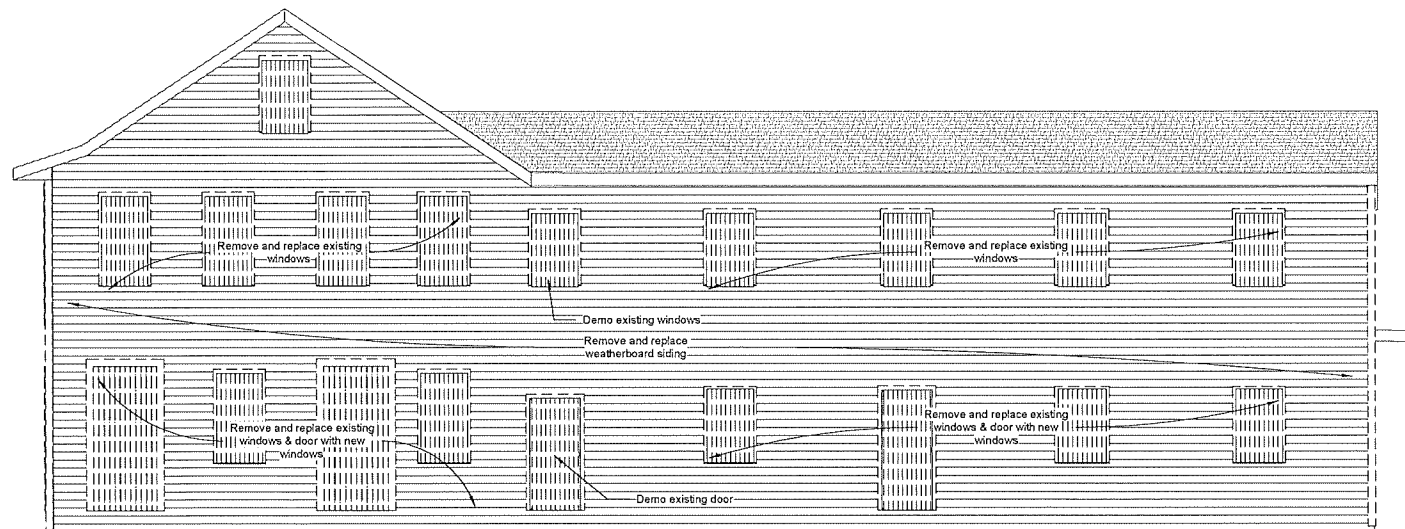 Remove and replace existing
windows
Remove and replace existing
windows
Demo existing windows
Remove and replace
weatherboard siding
Remove and replace existing
windows & door with new
windows
Remove and replace existing
windows & door with new
windows
Demo existing door